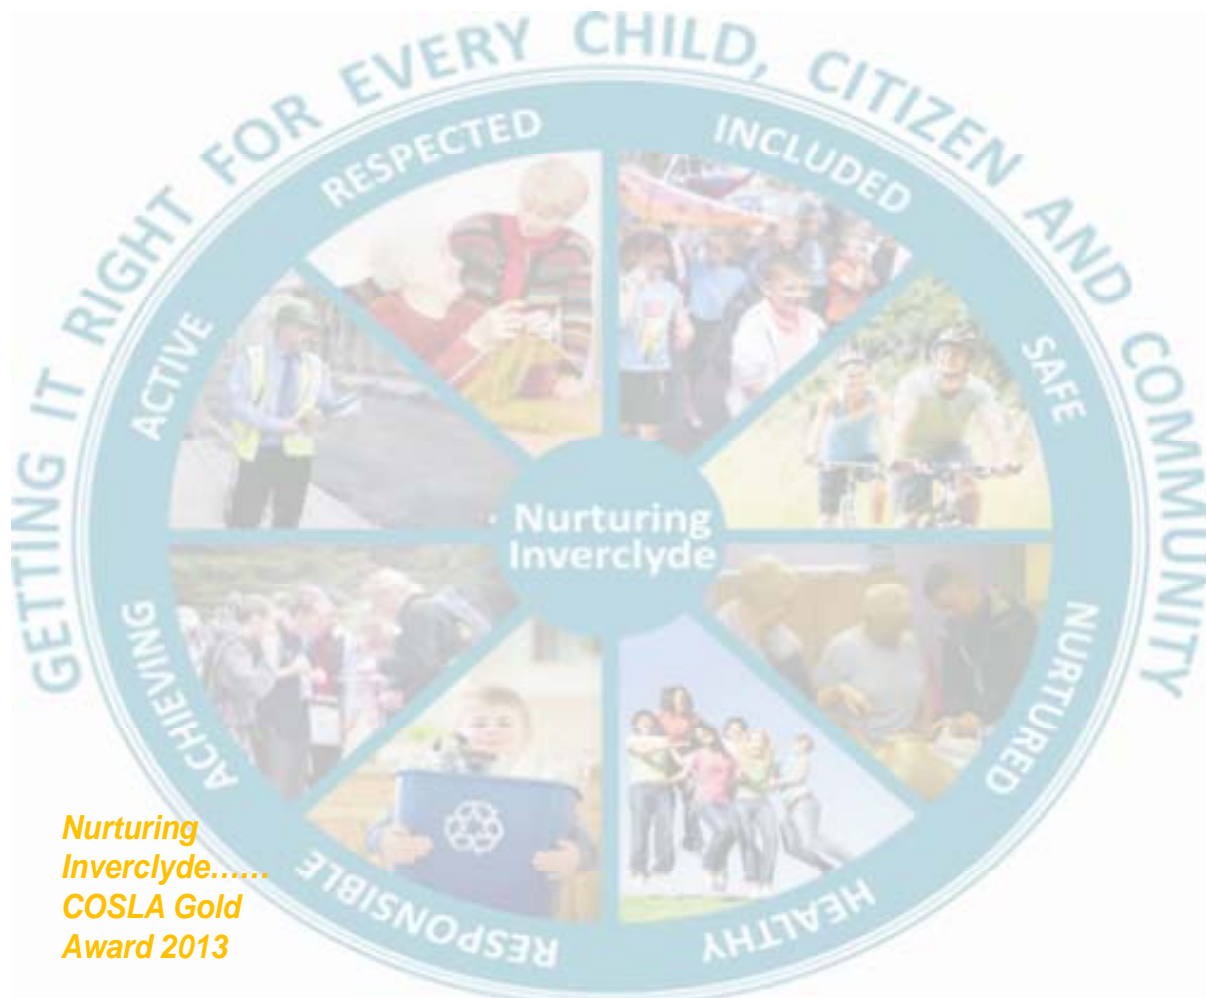 GETTING IT RIGHT FOR EVERY CHILD, CITIZEN AND COMMUNITY
RESPECTED
INCLUDED
SAFE
NURTURED
HEALTHY
RESPONSIBLE
ACHIEVING
ACTIVE
Nurturing
Inverclyde
Nurturing
Inverclyde......
COSLA Gold
Award 2013